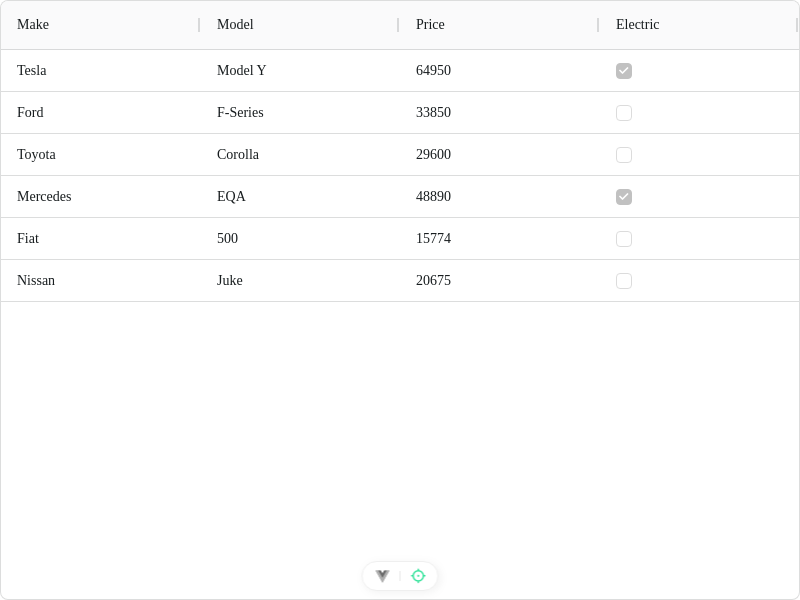 Make Model Price Electric
Tesla Model Y 64950
Ford F-Series 33850
Toyota Corolla 29600
Mercedes EQA 48890
Fiat 500 15774
Nissan Juke 20675